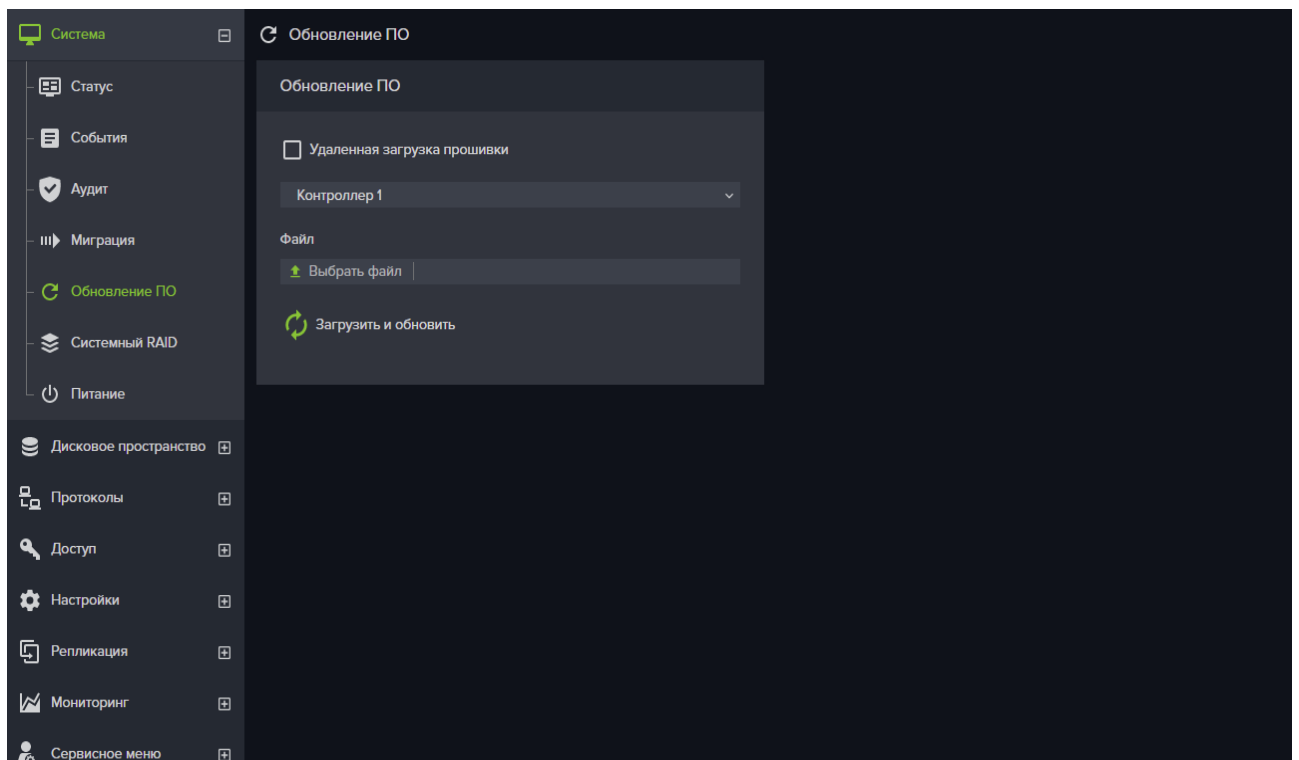 Система
Статус
События
Аудит
Миграция
Обновление ПО
Системный RAID
Питание
Дисковое пространство
Протоколы
Доступ
Настройки
Репликация
Мониторинг
Сервисное меню
Обновление ПО
Обновление ПО
Удаленная загрузка прошивки
Контроллер 1
Файл
Выбрать файл
Загрузить и обновить